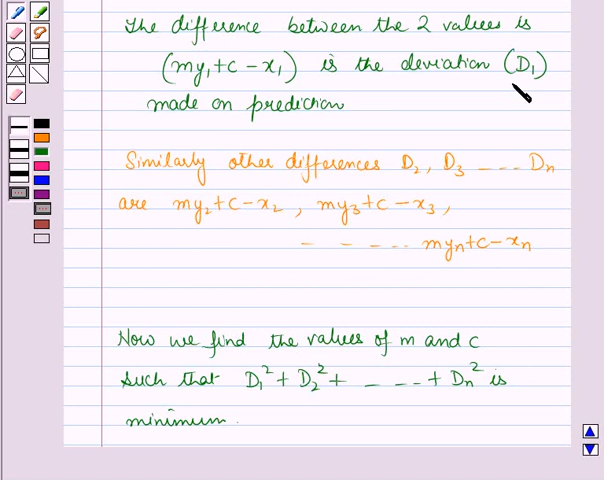 The difference between the 2 values is
(my₁+c-x₁) is the deviation (D₁)
made on prediction
Similarly other differences D₂, D₃ ---... Dn
are my₂+c-x₂, my₃+c-x₃,
- - -... myn+c-xn
Now we find the values of m and c
such that D₁²+D₂²+ - --.. + Dn² is
minimum.